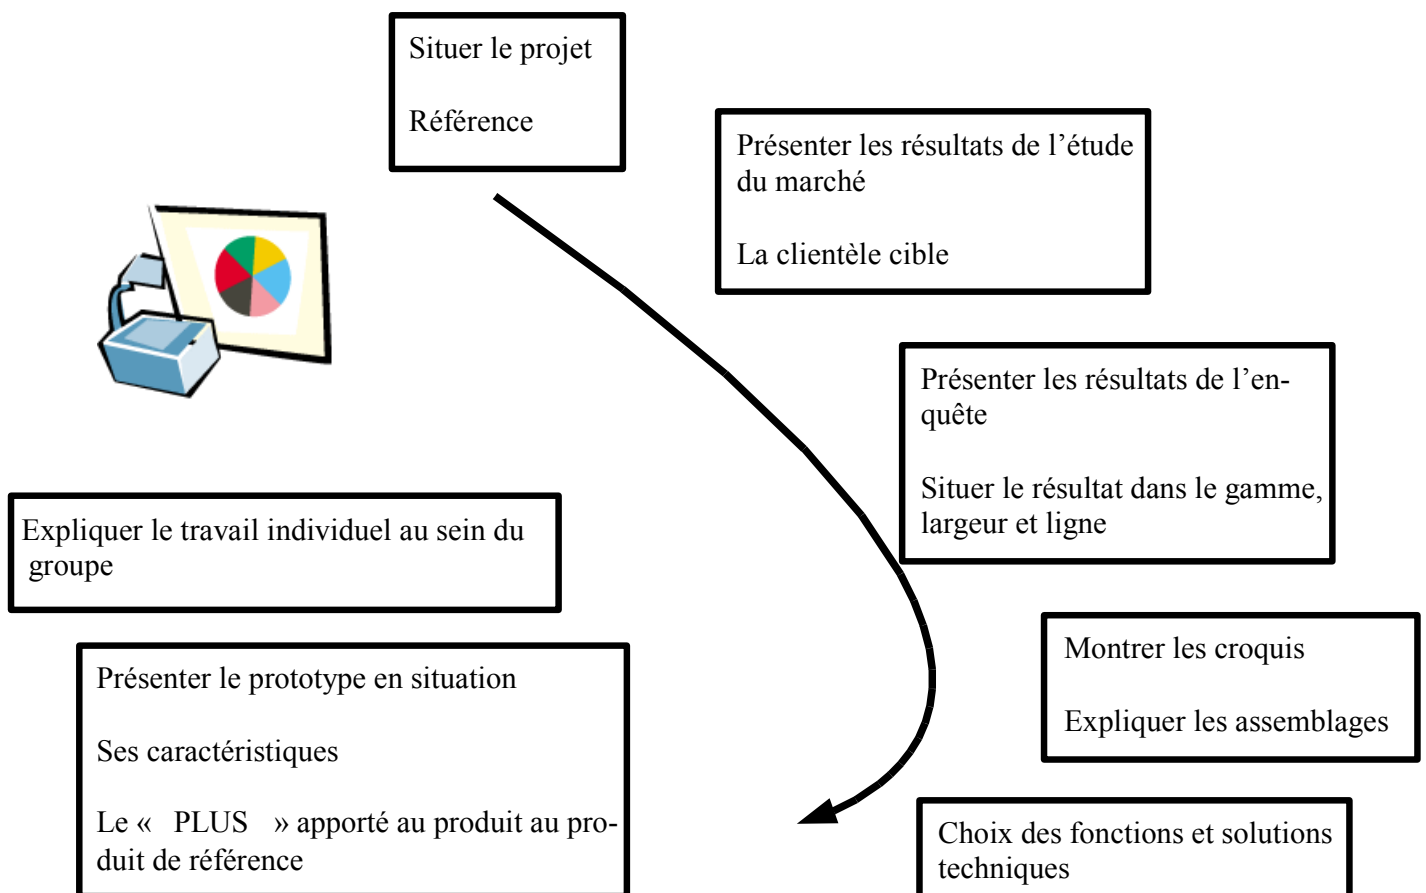 Situer le projet
Référence
Présenter les résultats de l’étude
du marché
La clientèle cible
Présenter les résultats de l’en-
quête
Situer le résultat dans le gamme,
largeur et ligne
Montrer les croquis
Expliquer les assemblages
Choix des fonctions et solutions
techniques
Présenter le prototype en situation
Ses caractéristiques
Le « PLUS » apporté au produit au pro-
duit de référence
Expliquer le travail individuel au sein du
groupe